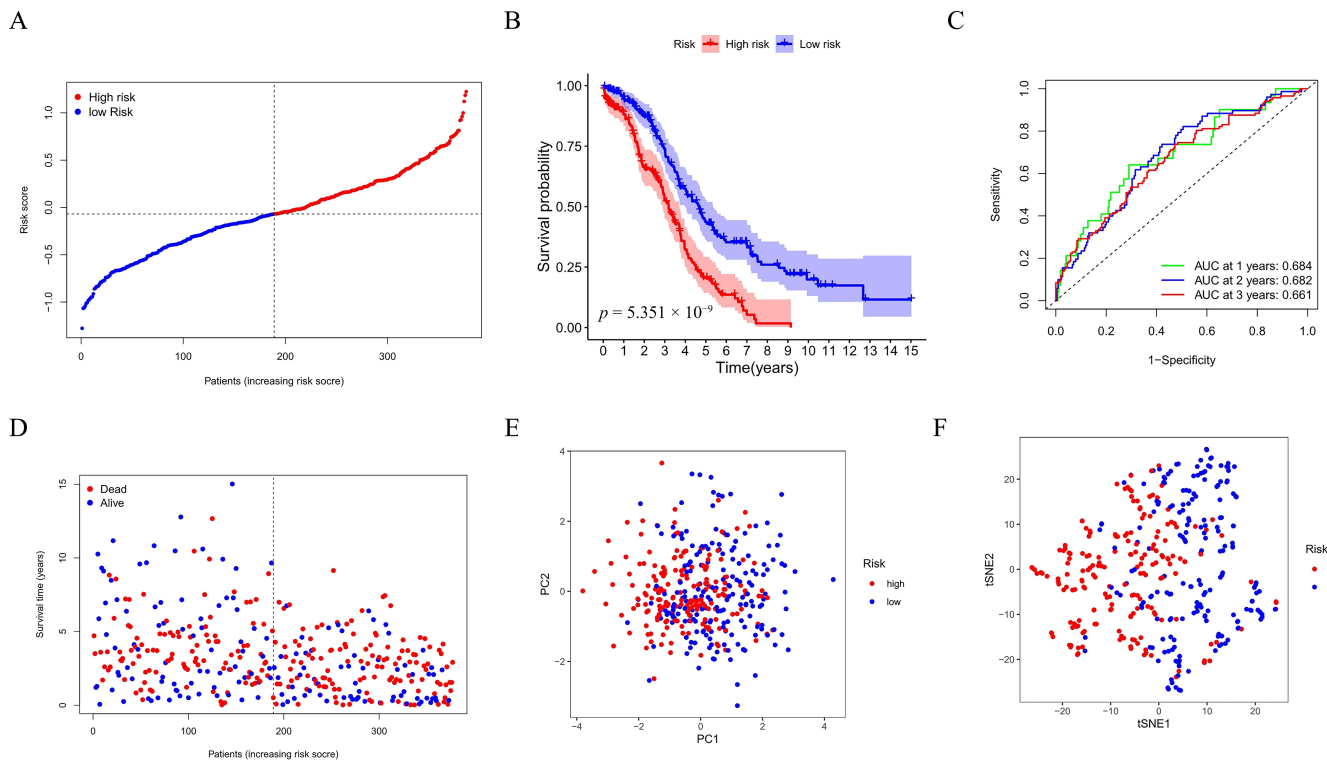 A
High risk
low Risk
Risk score
1.0
0.5
0.0
−0.5
−1.0
0
100
200
300
Patients (increasing risk socre)
B
Risk High risk Low risk
Survival probability
1.00
0.75
0.50
0.25
0.00
p = 5.351 × 10⁻⁹
0 1 2 3 4 5 6 7 8 9 10 11 12 13 14 15
Time(years)
C
Sensitivity
1.0
0.8
0.6
0.4
0.2
0.0
AUC at 1 years: 0.684
AUC at 2 years: 0.682
AUC at 3 years: 0.661
0.0 0.2 0.4 0.6 0.8 1.0
1−Specificity
D
Dead
Alive
Survival time (years)
15
10
5
0
0 100 200 300
Patients (increasing risk socre)
E
PC2
4
2
0
−2
−4 −2 0 2 4
PC1
Risk
high
low
F
tSNE2
20
10
0
−10
−20
−20 −10 0 10 20
tSNE1
Risk